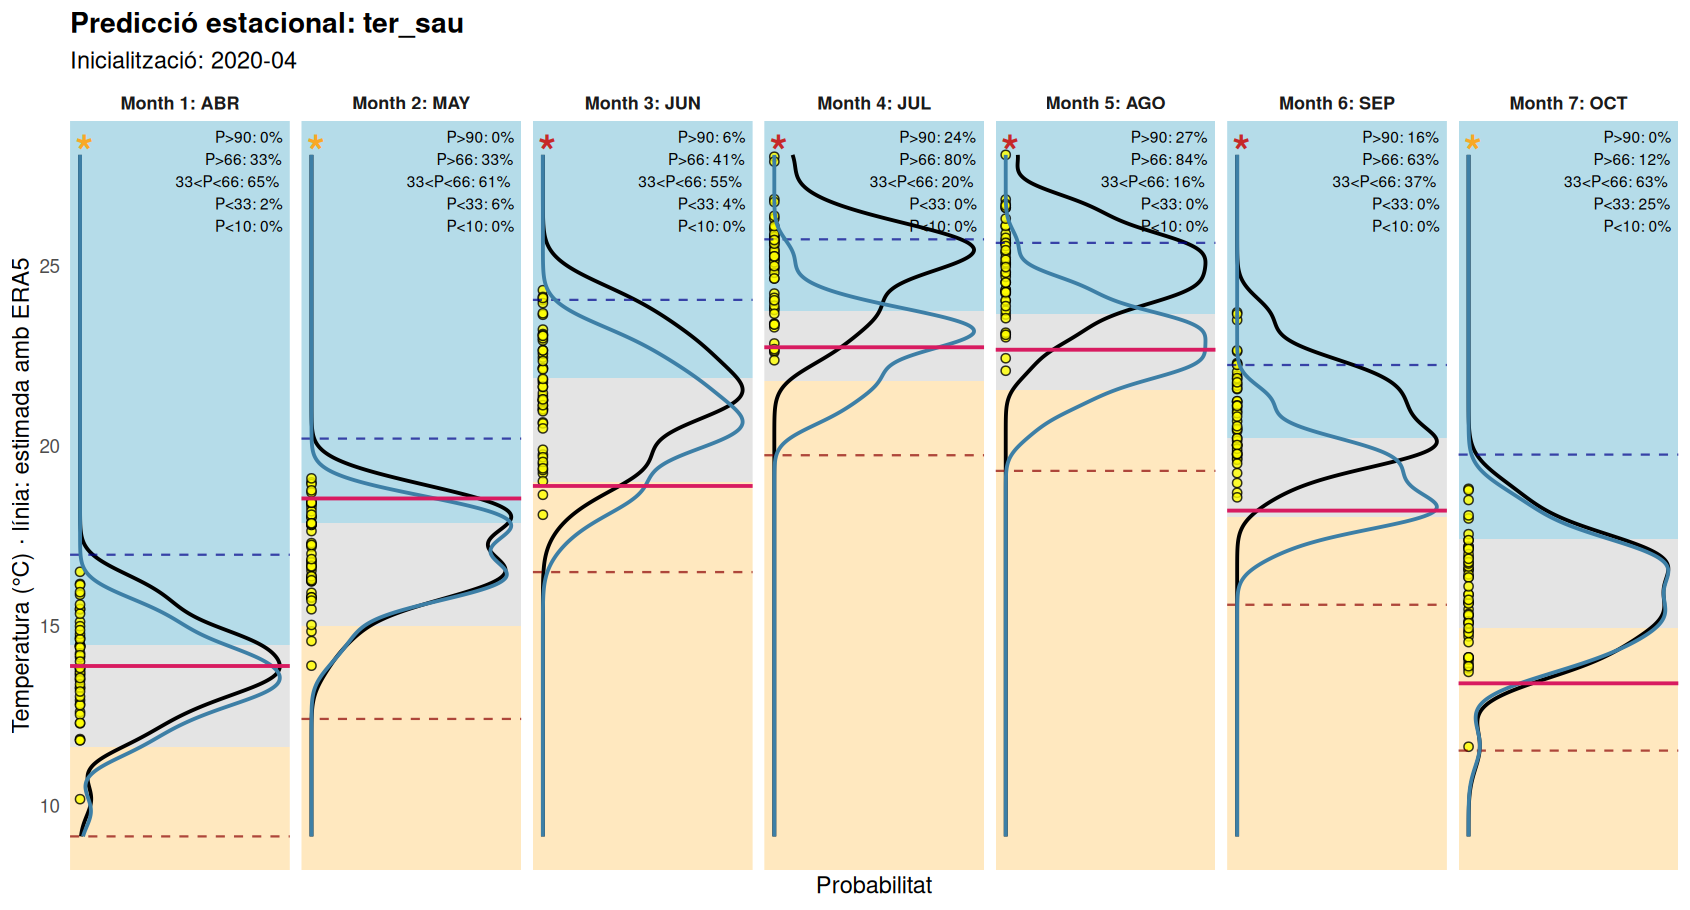 Predicció estacional: ter_sau
Inicialització: 2020-04
Month 1: ABR
Month 2: MAY
Month 3: JUN
Month 4: JUL
Month 5: AGO
Month 6: SEP
Month 7: OCT
*
P>90: 0%
P>66: 33%
33<P<66: 65%
P<33: 2%
P<10: 0%
*
P>90: 0%
P>66: 33%
33<P<66: 61%
P<33: 6%
P<10: 0%
*
P>90: 6%
P>66: 41%
33<P<66: 55%
P<33: 4%
P<10: 0%
*
P>90: 24%
P>66: 80%
33<P<66: 20%
P<33: 0%
P<10: 0%
*
P>90: 27%
P>66: 84%
33<P<66: 16%
P<33: 0%
P<10: 0%
*
P>90: 16%
P>66: 63%
33<P<66: 37%
P<33: 0%
P<10: 0%
*
P>90: 0%
P>66: 12%
33<P<66: 63%
P<33: 25%
P<10: 0%
25
20
15
10
Temperatura (°C) · línia: estimada amb ERA5
Probabilitat